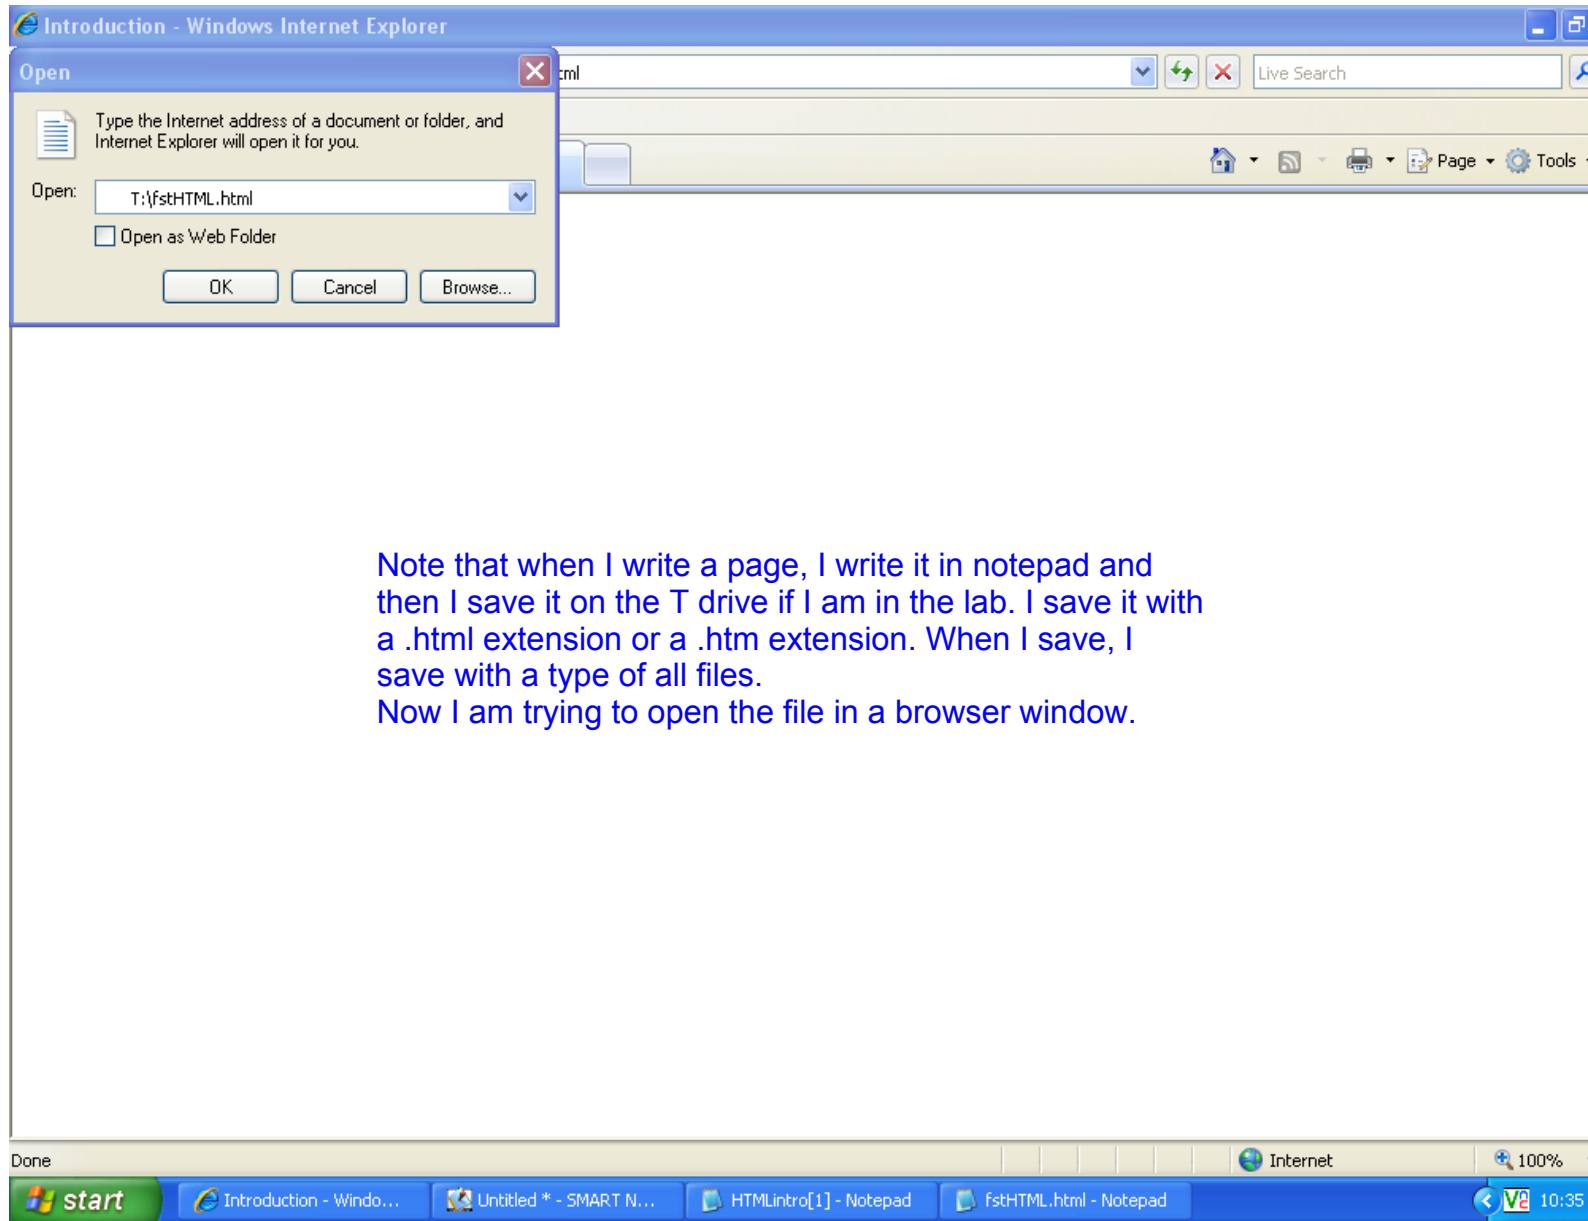 Introduction - Windows Internet Explorer
Open
tml
Live Search
Type the Internet address of a document or folder, and
Internet Explorer will open it for you.
Page
Tools
Open:
T:\fstHTML.html
Open as Web Folder
OK
Cancel
Browse...
Note that when I write a page, I write it in notepad and
then I save it on the T drive if I am in the lab. I save it with
a .html extension or a .htm extension. When I save, I
save with a type of all files.
Now I am trying to open the file in a browser window.
Done
Internet
100%
start
Introduction - Windo...
Untitled * - SMART N...
HTMLintro[1] - Notepad
fstHTML.html - Notepad
10:35